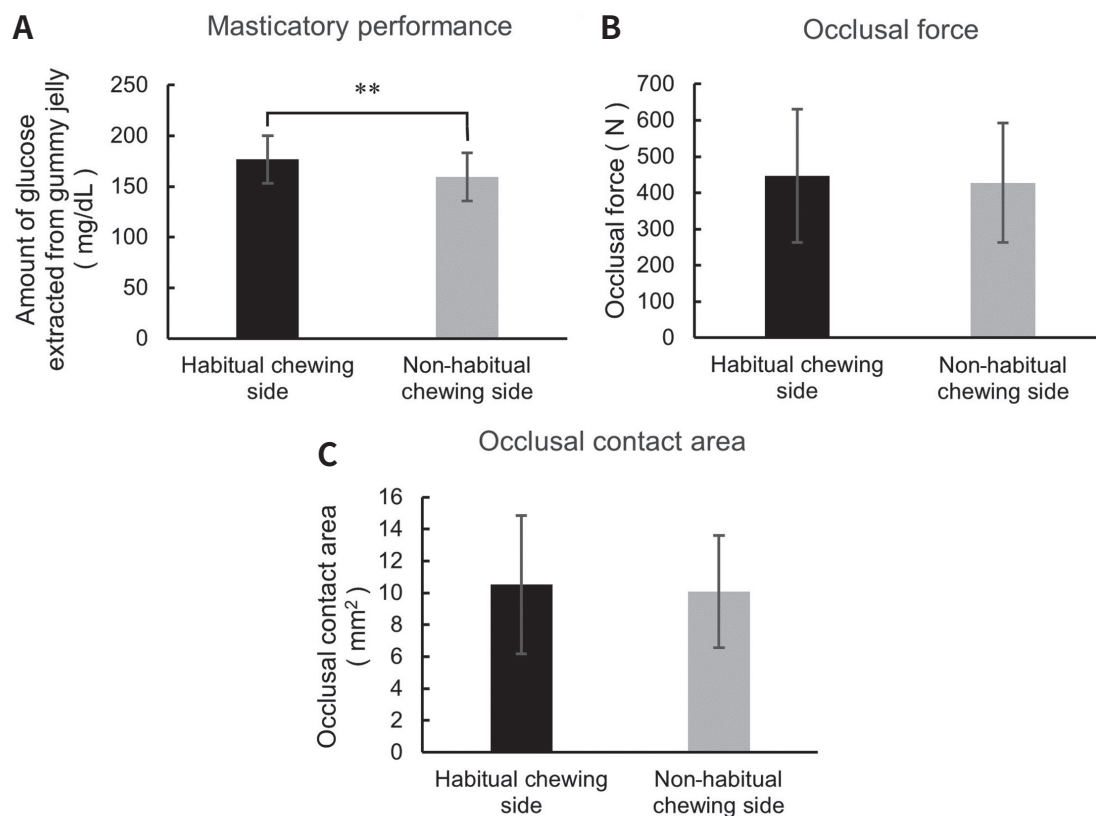 A
Masticatory performance
Amount of glucose
extracted from gummy jelly
( mg/dL )
250
200
150
100
50
0
**
Habitual chewing
side
Non-habitual
chewing side
B
Occlusal force
Occlusal force ( N )
700
600
500
400
300
200
100
0
Habitual chewing
side
Non-habitual
chewing side
C
Occlusal contact area
Occlusal contact area
( mm² )
16
14
12
10
8
6
4
2
0
Habitual chewing
side
Non-habitual
chewing side